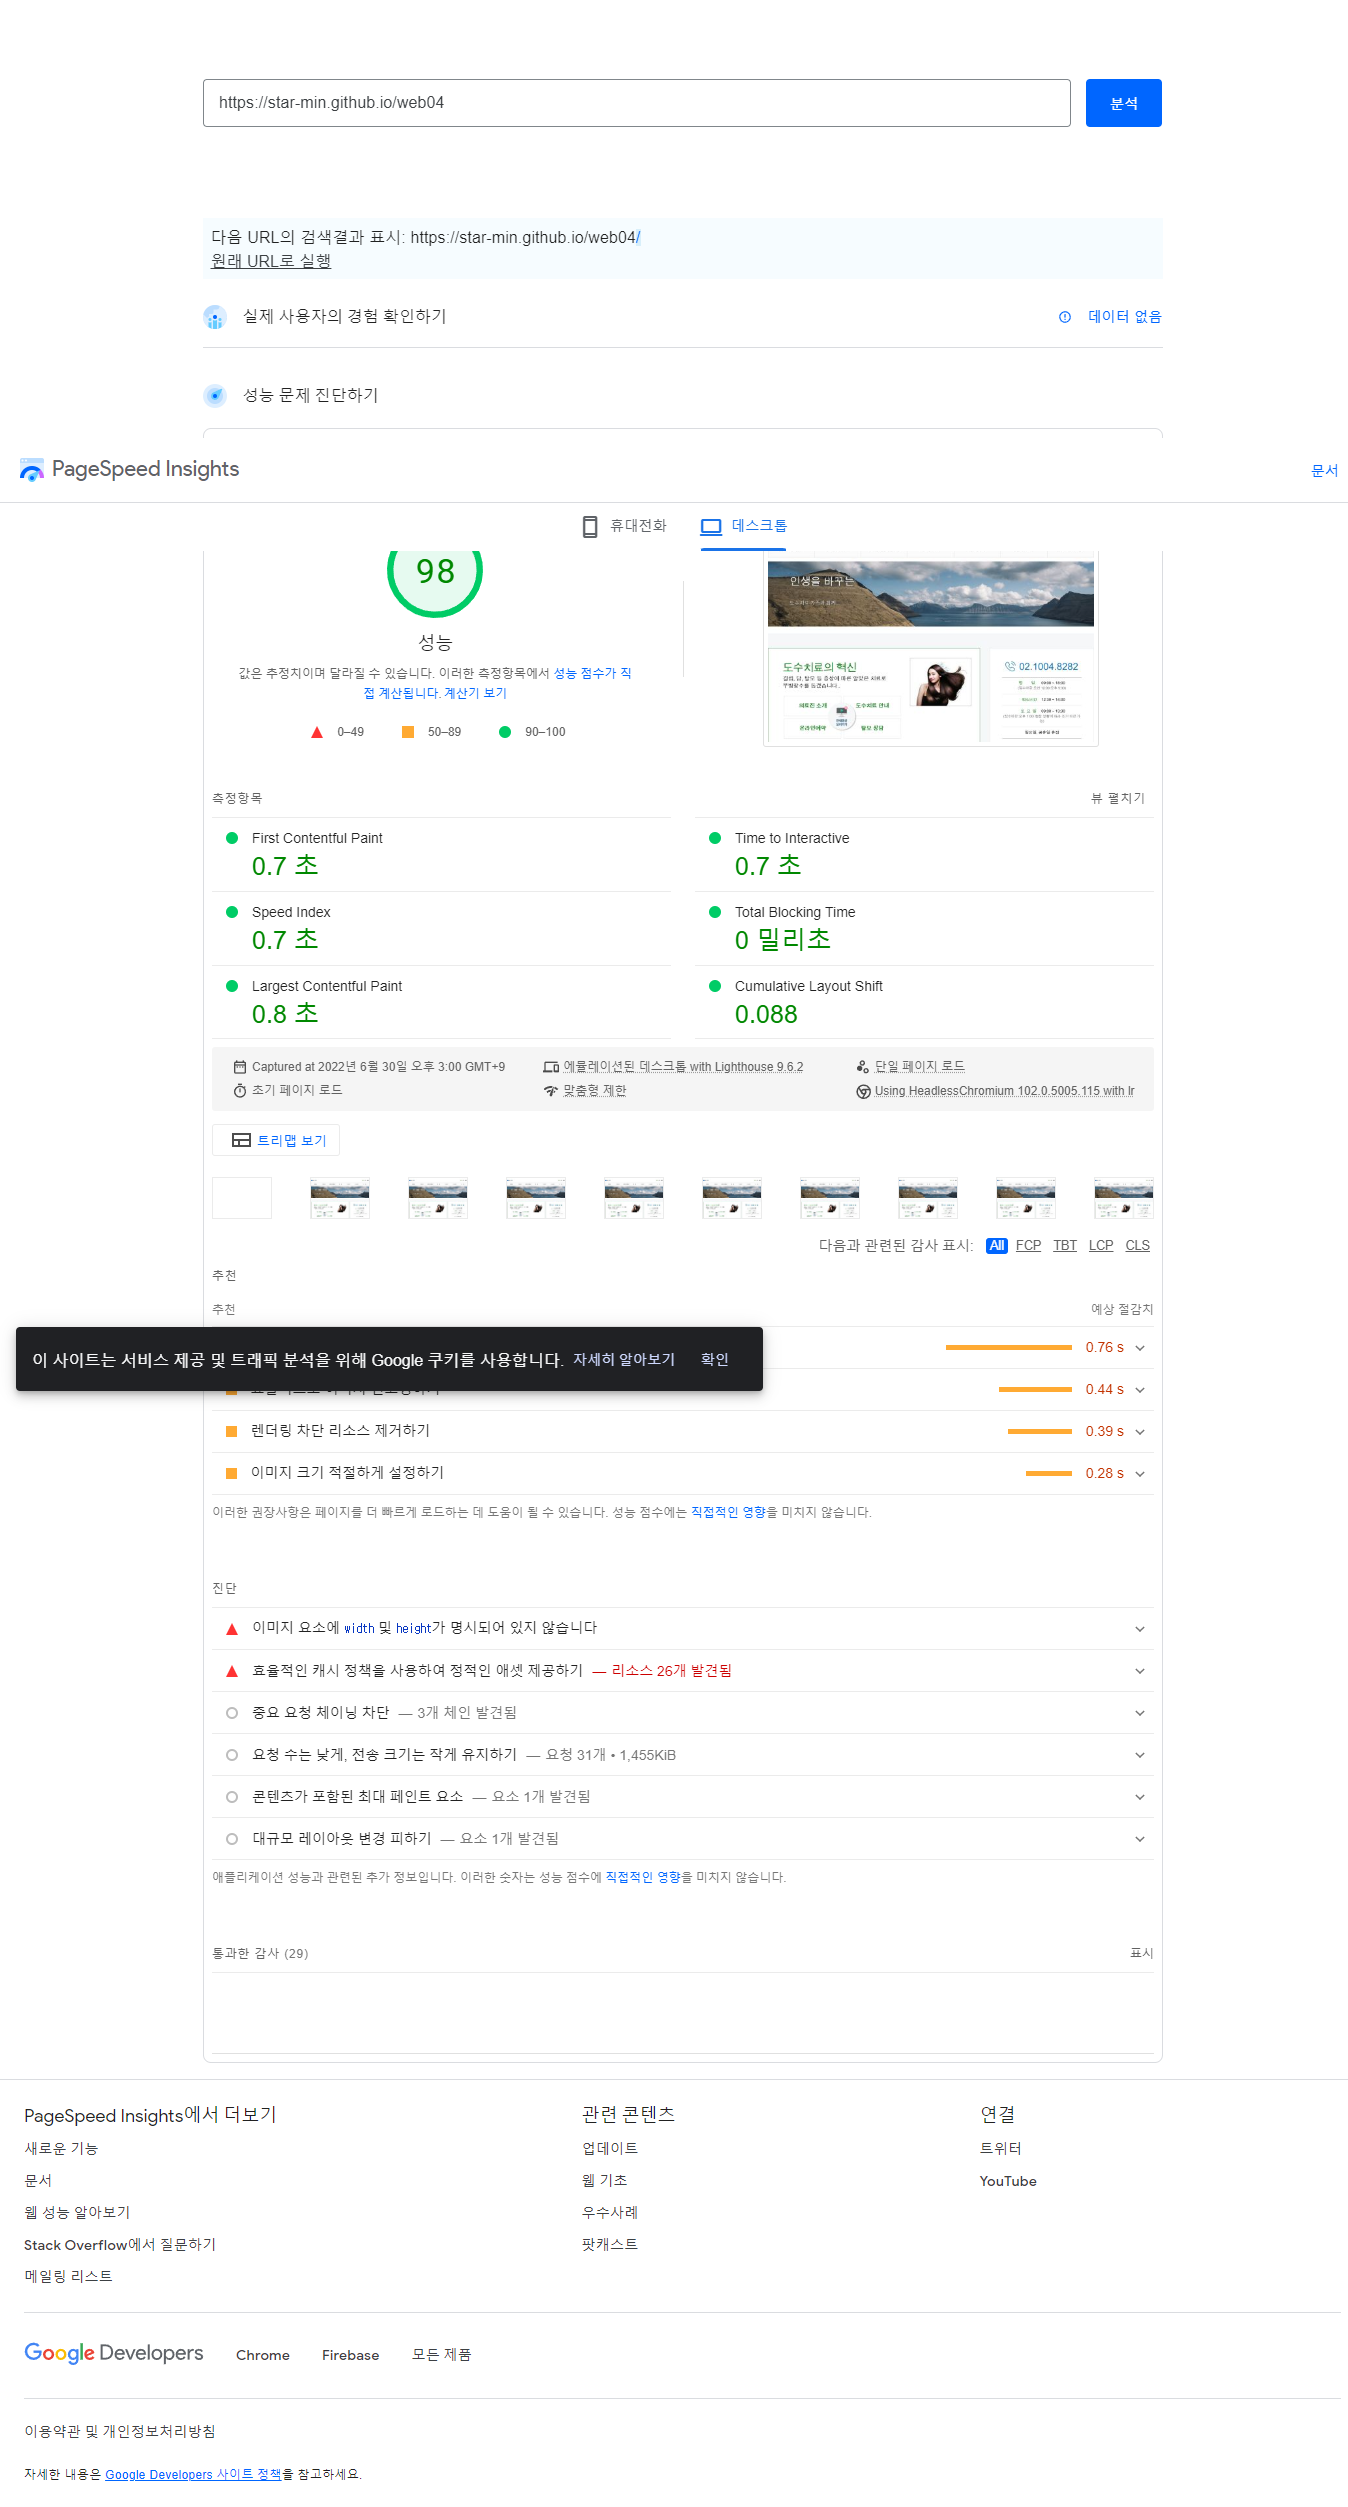 https://star-min.github.io/web04
분석
다음 URL의 검색결과 표시: https://star-min.github.io/web04/
원래 URL로 실행
실제 사용자의 경험 확인하기
데이터 없음
성능 문제 진단하기
PageSpeed Insights
문서
휴대전화
데스크톱
98
성능
값은 추정치이며 달라질 수 있습니다. 이러한 측정항목에서 성능 점수가 직
접 계산됩니다. 계산기 보기
0–49
50–89
90–100
인생을 바꾸는
도수치료의 혁신
02.1004.8282
의료진 소개
도수치료 안내
온라인예약
탈모 상담
측정항목
뷰 펼치기
First Contentful Paint
0.7 초
Time to Interactive
0.7 초
Speed Index
0.7 초
Total Blocking Time
0 밀리초
Largest Contentful Paint
0.8 초
Cumulative Layout Shift
0.088
Captured at 2022년 6월 30일 오후 3:00 GMT+9
에뮬레이션된 데스크톱 with Lighthouse 9.6.2
단일 페이지 로드
초기 페이지 로드
맞춤형 제한
Using HeadlessChromium 102.0.5005.115 with lr
트리맵 보기
다음과 관련된 감사 표시: All FCP TBT LCP CLS
추천
추천
예상 절감치
0.76 s
이 사이트는 서비스 제공 및 트래픽 분석을 위해 Google 쿠키를 사용합니다. 자세히 알아보기 확인
0.44 s
렌더링 차단 리소스 제거하기
0.39 s
이미지 크기 적절하게 설정하기
0.28 s
이러한 권장사항은 페이지를 더 빠르게 로드하는 데 도움이 될 수 있습니다. 성능 점수에는 직접적인 영향을 미치지 않습니다.
진단
이미지 요소에 width 및 height가 명시되어 있지 않습니다
효율적인 캐시 정책을 사용하여 정적인 애셋 제공하기 — 리소스 26개 발견됨
중요 요청 체이닝 차단 — 3개 체인 발견됨
요청 수는 낮게, 전송 크기는 작게 유지하기 — 요청 31개 • 1,455KiB
콘텐츠가 포함된 최대 페인트 요소 — 요소 1개 발견됨
대규모 레이아웃 변경 피하기 — 요소 1개 발견됨
애플리케이션 성능과 관련된 추가 정보입니다. 이러한 숫자는 성능 점수에 직접적인 영향을 미치지 않습니다.
통과한 감사 (29)
표시
PageSpeed Insights에서 더보기
새로운 기능
문서
웹 성능 알아보기
Stack Overflow에서 질문하기
메일링 리스트
관련 콘텐츠
업데이트
웹 기초
우수사례
팟캐스트
연결
트위터
YouTube
Google Developers
Chrome
Firebase
모든 제품
이용약관 및 개인정보처리방침
자세한 내용은 Google Developers 사이트 정책을 참고하세요.